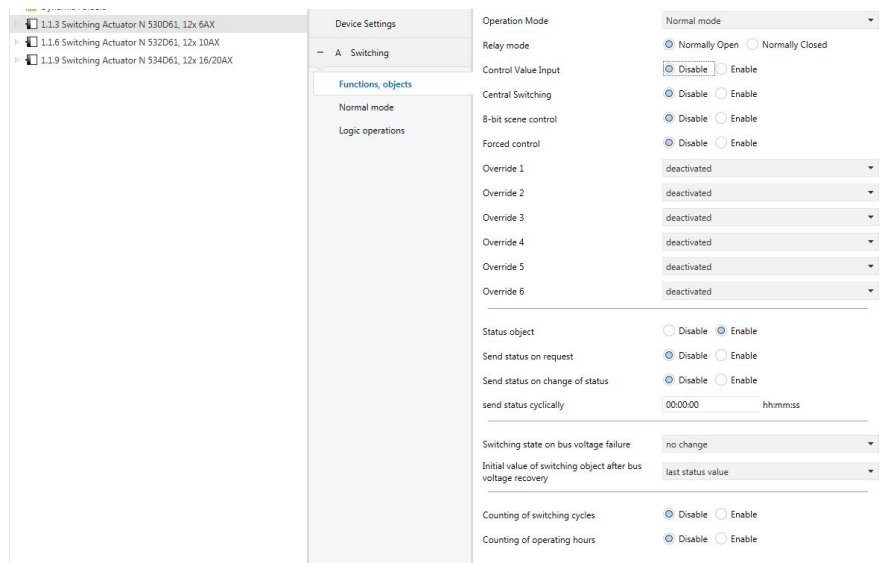 1.1.3 Switching Actuator N 530D61, 12x 6AX
1.1.6 Switching Actuator N 532D61, 12x 10AX
1.1.9 Switching Actuator N 534D61, 12x 16/20AX
Device Settings
A Switching
Functions, objects
Normal mode
Logic operations
Operation Mode Normal mode
Relay mode Normally Open Normally Closed
Control Value Input Disable Enable
Central Switching Disable Enable
8-bit scene control Disable Enable
Forced control Disable Enable
Override 1 deactivated
Override 2 deactivated
Override 3 deactivated
Override 4 deactivated
Override 5 deactivated
Override 6 deactivated
Status object Disable Enable
Send status on request Disable Enable
Send status on change of status Disable Enable
send status cyclically 00:00:00 hh:mm:ss
Switching state on bus voltage failure no change
Initial value of switching object after bus
voltage recovery last status value
Counting of switching cycles Disable Enable
Counting of operating hours Disable Enable